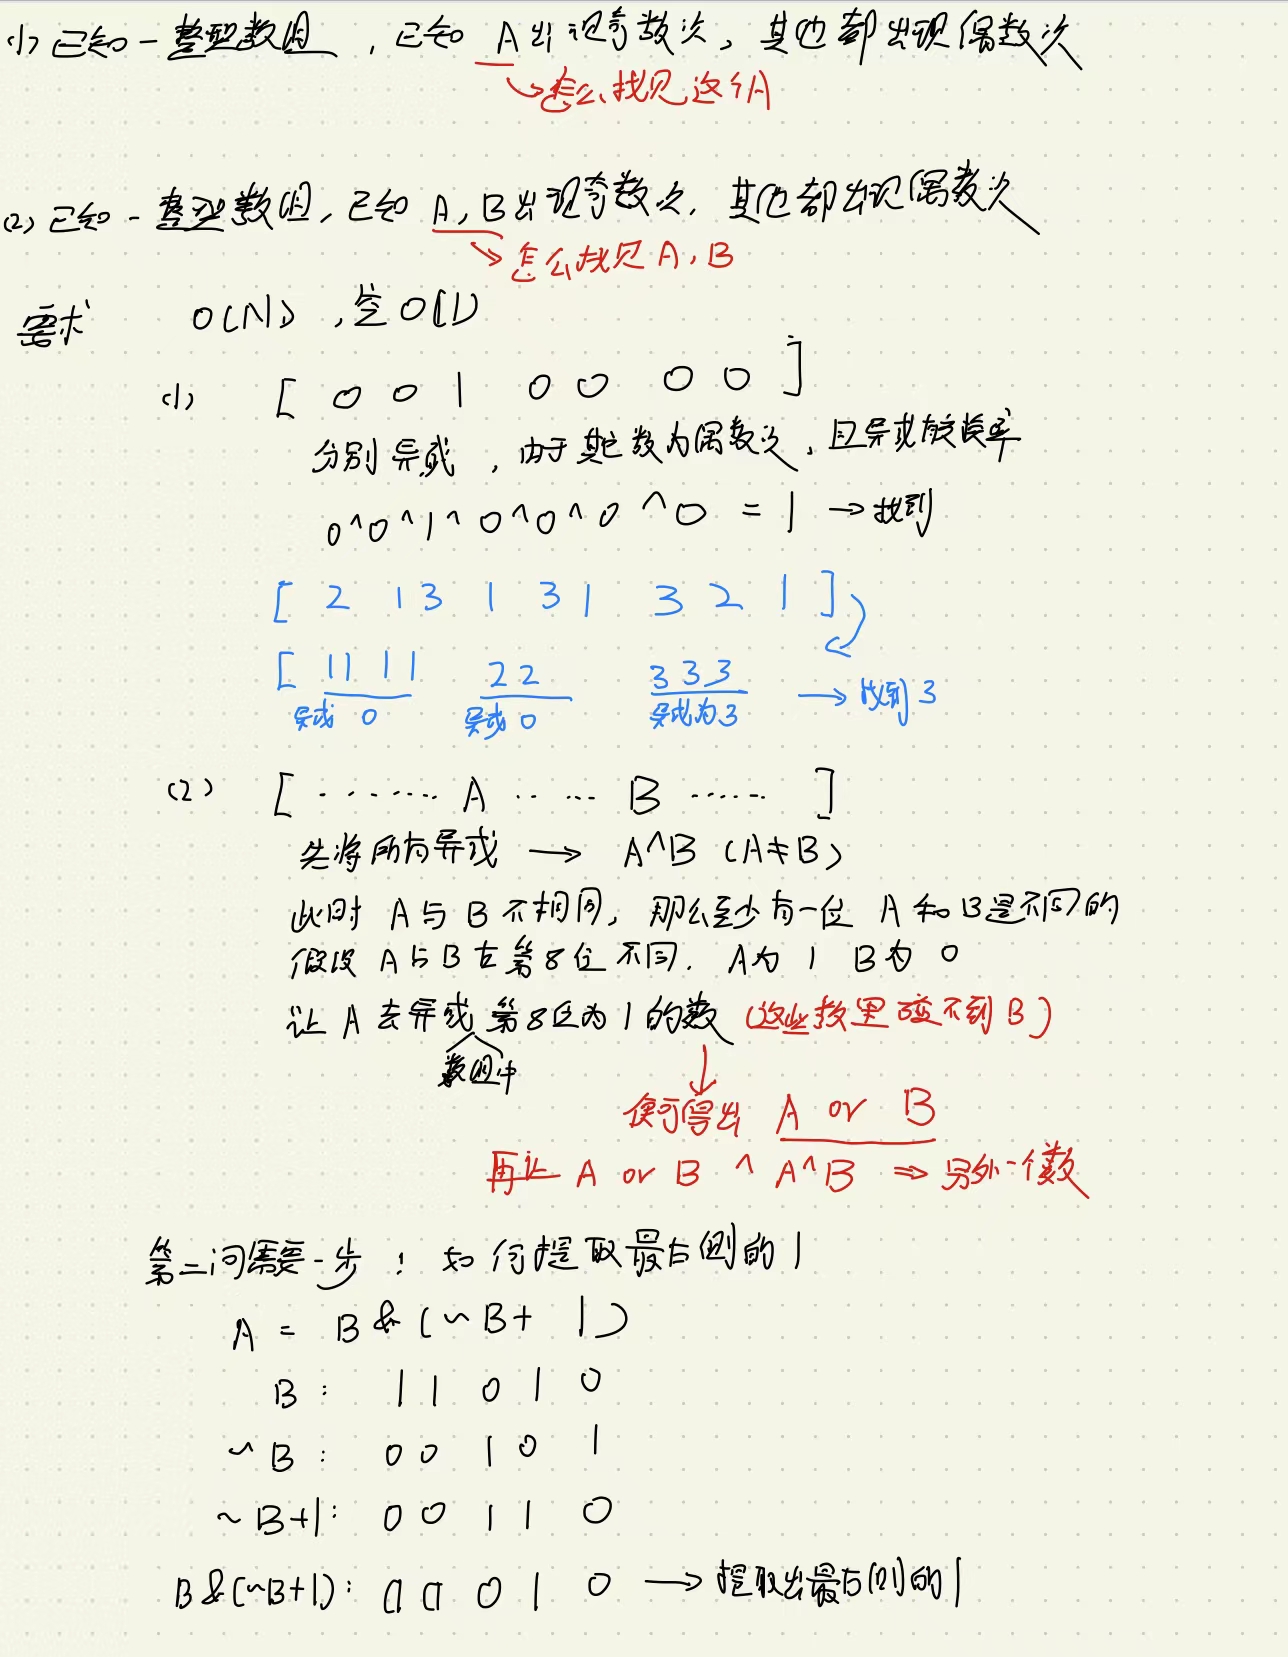 (1) 已知一整型数组，已知 A出现奇数次，其他都出现偶数次
怎么找见这个A
(2) 已知一整型数组，已知 A, B出现奇数次，其他都出现偶数次
怎么找见 A, B
要求 O(N)，空 O(1)
(1) [ 0 0 1 0 0 0 0 ]
分别异或，由于其它数为偶数次，且异或有交换率
0^0^1^0^0^0^0 = 1 → 找到
[ 2 1 3 1 3 1 3 2 1 ]
[ 1 1 1 1 2 2 3 3 3 → 找到 3
异或 0 异或 0 异或为3
(2) [ ······· A ····· B ······ ]
先将所有异或 → A^B (A≠B)
此时 A 与 B 不相同，那么至少有一位 A 和 B是不同的
假设 A与B在第8位不同. A为 1 B为 0
让 A 去异或 第8位为1的数 (这些数里碰不到B)
数组中
便可得出 A or B
再让 A or B ^ A^B ⇒ 另外一个数
第二问需要一步：如何提取最右侧的1
A = B & (~B+1)
B : 1 1 0 1 0
~B : 0 0 1 0 1
~B+1: 0 0 1 1 0
B&(~B+1): 0 0 0 1 0 → 提取出最右侧的1